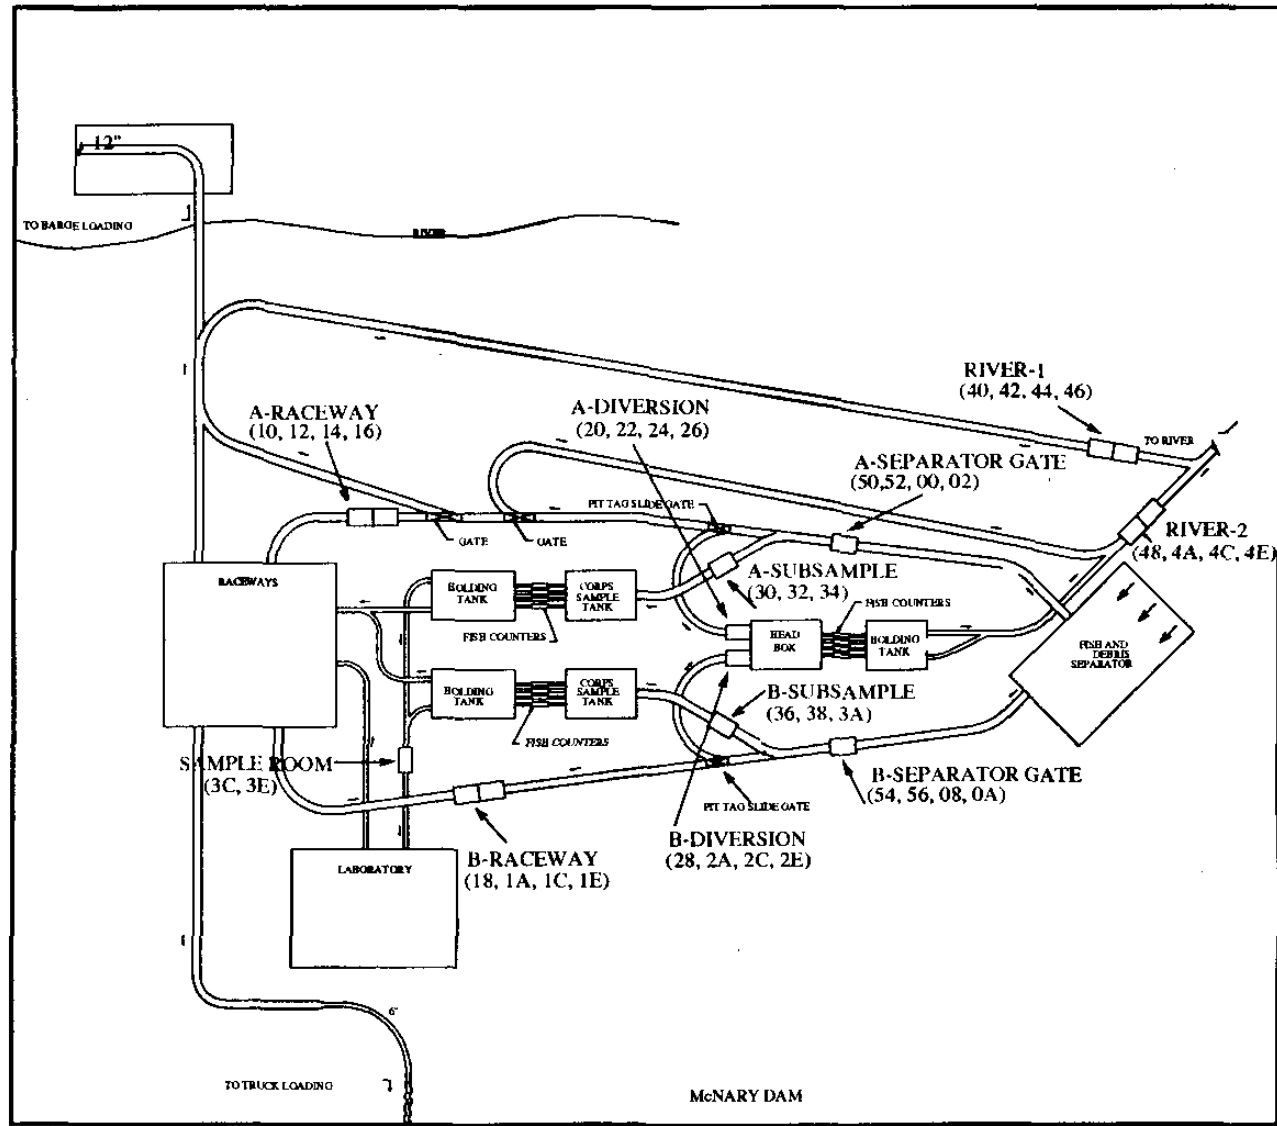 12"
TO BARGE LOADING
RIVER
RIVER-1
(40, 42, 44, 46)
A-RACEWAY
(10, 12, 14, 16)
A-DIVERSION
(20, 22, 24, 26)
TO RIVER
A-SEPARATOR GATE
(50,52, 00, 02)
PIT TAG SLIDE GATE
GATE
GATE
RIVER-2
(48, 4A, 4C, 4E)
RACEWAYS
HOLDING
TANK
CORPS
SAMPLE
TANK
A-SUBSAMPLE
(30, 32, 34)
FISH COUNTERS
FISH COUNTERS
HEAD
BOX
HOLDING
TANK
FISH AND
DEBRIS
SEPARATOR
HOLDING
TANK
CORPS
SAMPLE
TANK
B-SUBSAMPLE
(36, 38, 3A)
FISH COUNTERS
SAMPLE ROOM
(3C, 3E)
B-SEPARATOR GATE
(54, 56, 08, 0A)
PIT TAG SLIDE GATE
B-DIVERSION
(28, 2A, 2C, 2E)
B-RACEWAY
(18, 1A, 1C, 1E)
LABORATORY
6"
TO TRUCK LOADING
McNARY DAM